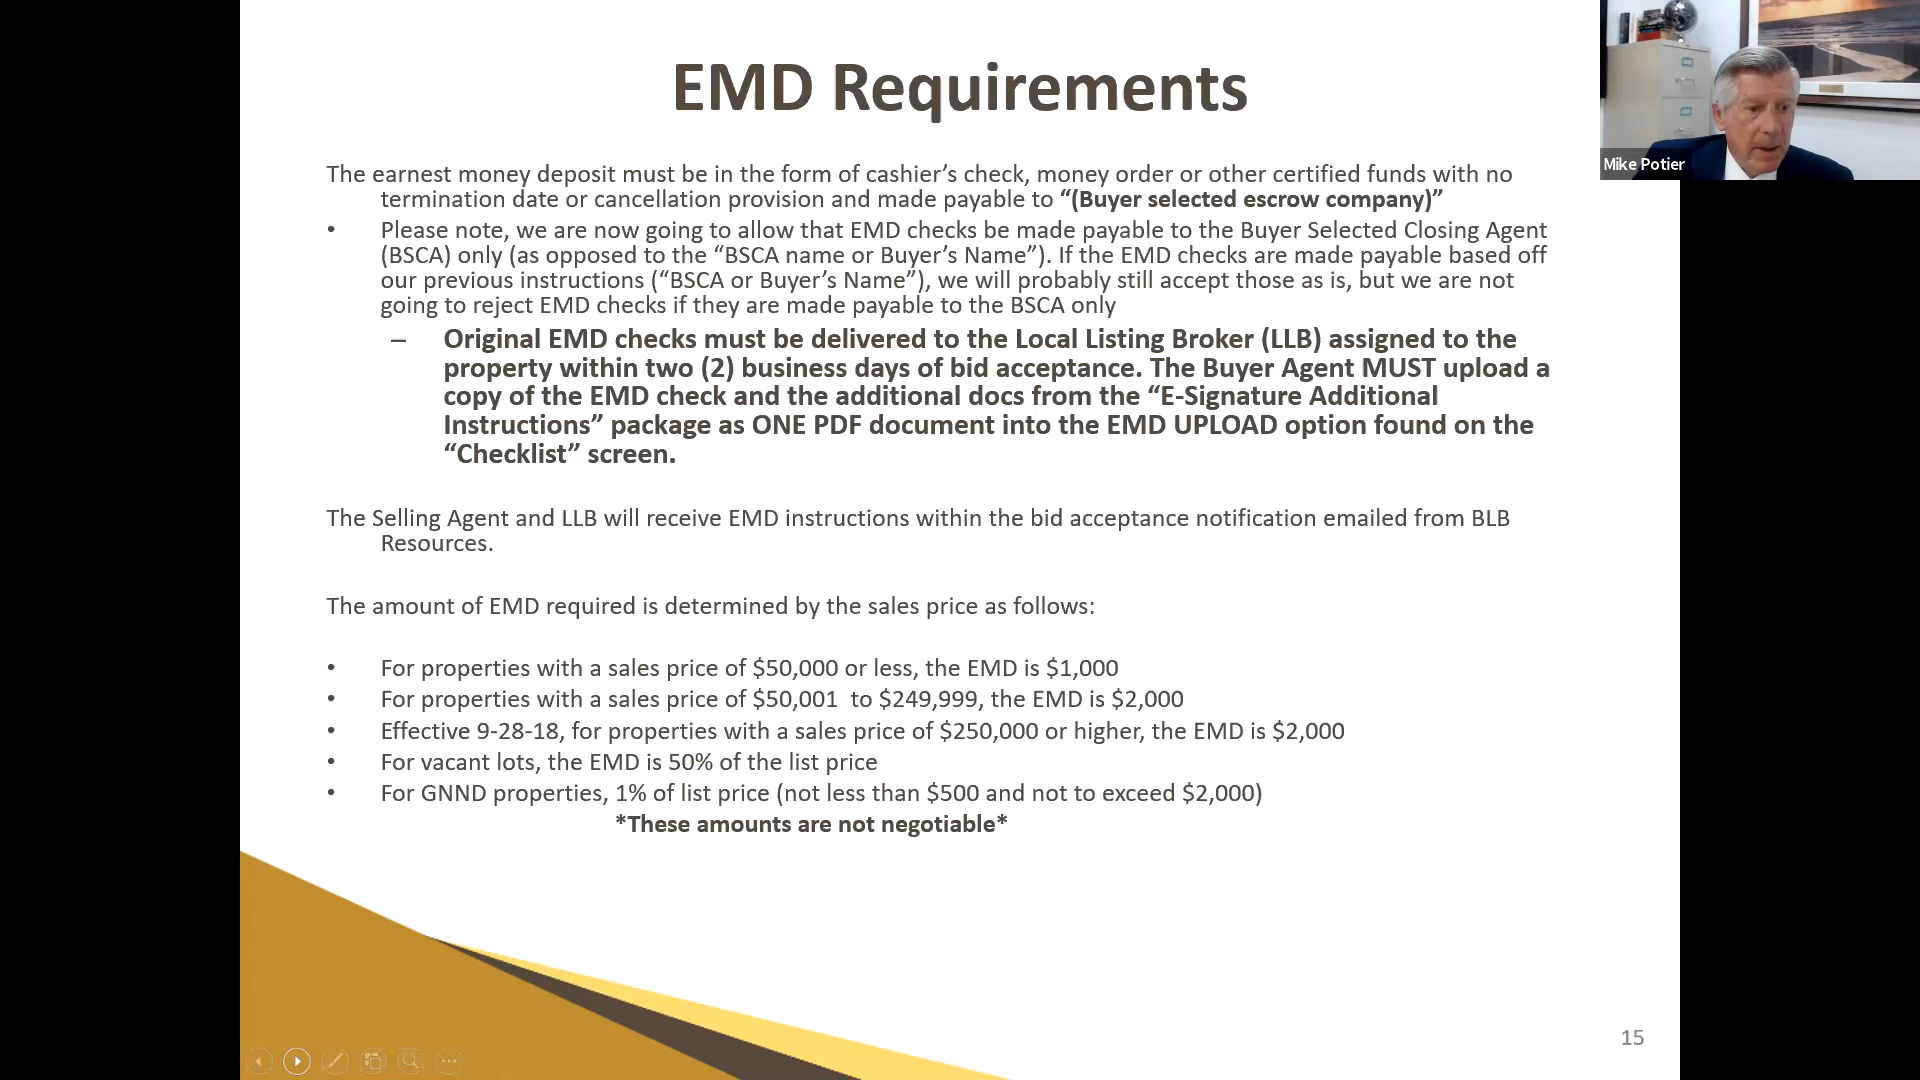 EMD Requirements
Mike Potier
The earnest money deposit must be in the form of cashier’s check, money order or other certified funds with no
termination date or cancellation provision and made payable to “(Buyer selected escrow company)”
• Please note, we are now going to allow that EMD checks be made payable to the Buyer Selected Closing Agent
(BSCA) only (as opposed to the “BSCA name or Buyer’s Name”). If the EMD checks are made payable based off
our previous instructions (“BSCA or Buyer’s Name”), we will probably still accept those as is, but we are not
going to reject EMD checks if they are made payable to the BSCA only
– Original EMD checks must be delivered to the Local Listing Broker (LLB) assigned to the
property within two (2) business days of bid acceptance. The Buyer Agent MUST upload a
copy of the EMD check and the additional docs from the “E-Signature Additional
Instructions” package as ONE PDF document into the EMD UPLOAD option found on the
“Checklist” screen.
The Selling Agent and LLB will receive EMD instructions within the bid acceptance notification emailed from BLB
Resources.
The amount of EMD required is determined by the sales price as follows:
• For properties with a sales price of $50,000 or less, the EMD is $1,000
• For properties with a sales price of $50,001 to $249,999, the EMD is $2,000
• Effective 9-28-18, for properties with a sales price of $250,000 or higher, the EMD is $2,000
• For vacant lots, the EMD is 50% of the list price
• For GNND properties, 1% of list price (not less than $500 and not to exceed $2,000)
*These amounts are not negotiable*
15